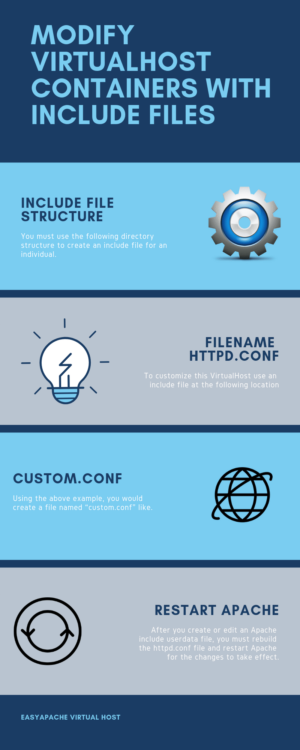 MODIFY
VIRTUALHOST
CONTAINERS WITH
INCLUDE FILES
INCLUDE FILE
STRUCTURE
You must use the following directory
structure to create an include file for an
individual.
FILENAME
HTTPD.CONF
To customize this VirtualHost use an
include file at the following location
CUSTOM.CONF
Using the above example, you would
create a file named "custom.conf" like.
RESTART APACHE
After you create or edit an Apache
include userdata file, you must rebuild
the httpd.conf file and restart Apache
for the changes to take effect.
EASYAPACHE VIRTUAL HOST